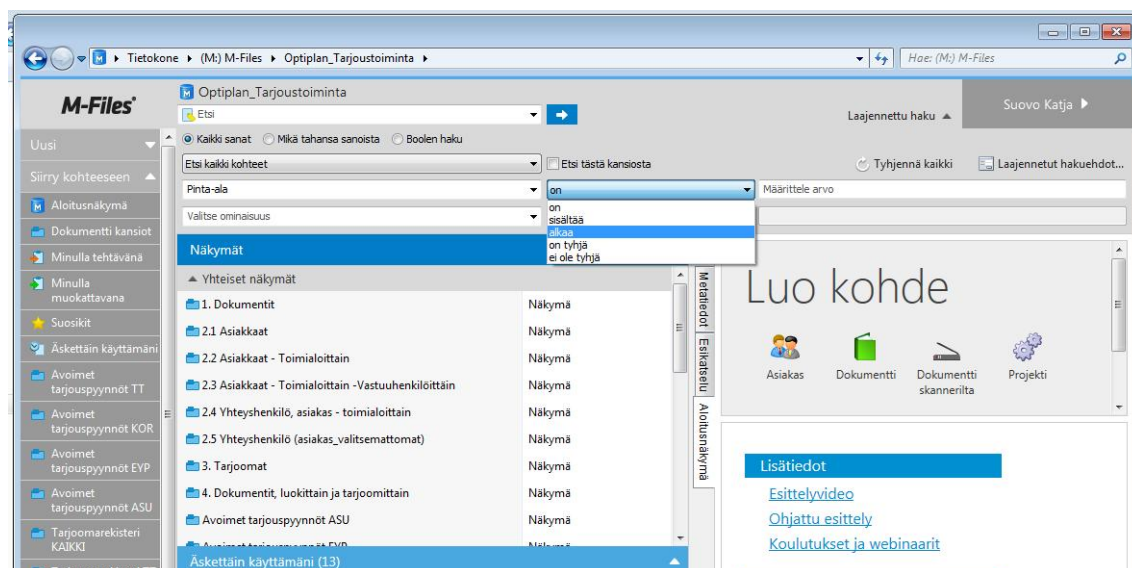 Tietokone ▸ (M:) M-Files ▸ Optiplan_Tarjoustoiminta ▸
Hae: (M:) M-Files
M-Files
Optiplan_Tarjoustoiminta
Etsi
Laajennettu haku
Suovo Katja
Kaikki sanat Mikä tahansa sanoista Boolen haku
Etsi kaikki kohteet Etsi tästä kansiosta
Tyhjennä kaikki Laajennetut hakuehdot...
Pinta-ala on Määrittele arvo
Valitse ominaisuus
on
sisältää
alkaa
on tyhjä
ei ole tyhjä
Uusi
Siirry kohteeseen
Aloitusnäkymä
Dokumentti kansiot
Minulla tehtävänä
Minulla
muokattavana
Suosikit
Äskettäin käyttämäni
Avoimet
tarjouspyynnöt TT
Avoimet
tarjouspyynnöt KOR
Avoimet
tarjouspyynnöt EYP
Avoimet
tarjouspyynnöt ASU
Tarjoomarekisteri
KAIKKI
Näkymät
Yhteiset näkymät
1. Dokumentit Näkymä
2.1 Asiakkaat Näkymä
2.2 Asiakkaat - Toimialoittain Näkymä
2.3 Asiakkaat - Toimialoittain -Vastuuhenkilöittäin Näkymä
2.4 Yhteyshenkilö, asiakas - toimialoittain Näkymä
2.5 Yhteyshenkilö (asiakas_valitsemattomat) Näkymä
3. Tarjoomat Näkymä
4. Dokumentit, luokittain ja tarjoomittain Näkymä
Avoimet tarjouspyynnöt ASU Näkymä
Avoimet tarjouspyynnöt EYP Näkymä
Äskettäin käyttämäni (13)
Metatiedot
Esikatselu
Aloitusnäkymä
Luo kohde
Asiakas
Dokumentti
Dokumentti
skannerilta
Projekti
Lisätiedot
Esittelyvideo
Ohjattu esittely
Koulutukset ja webinaarit